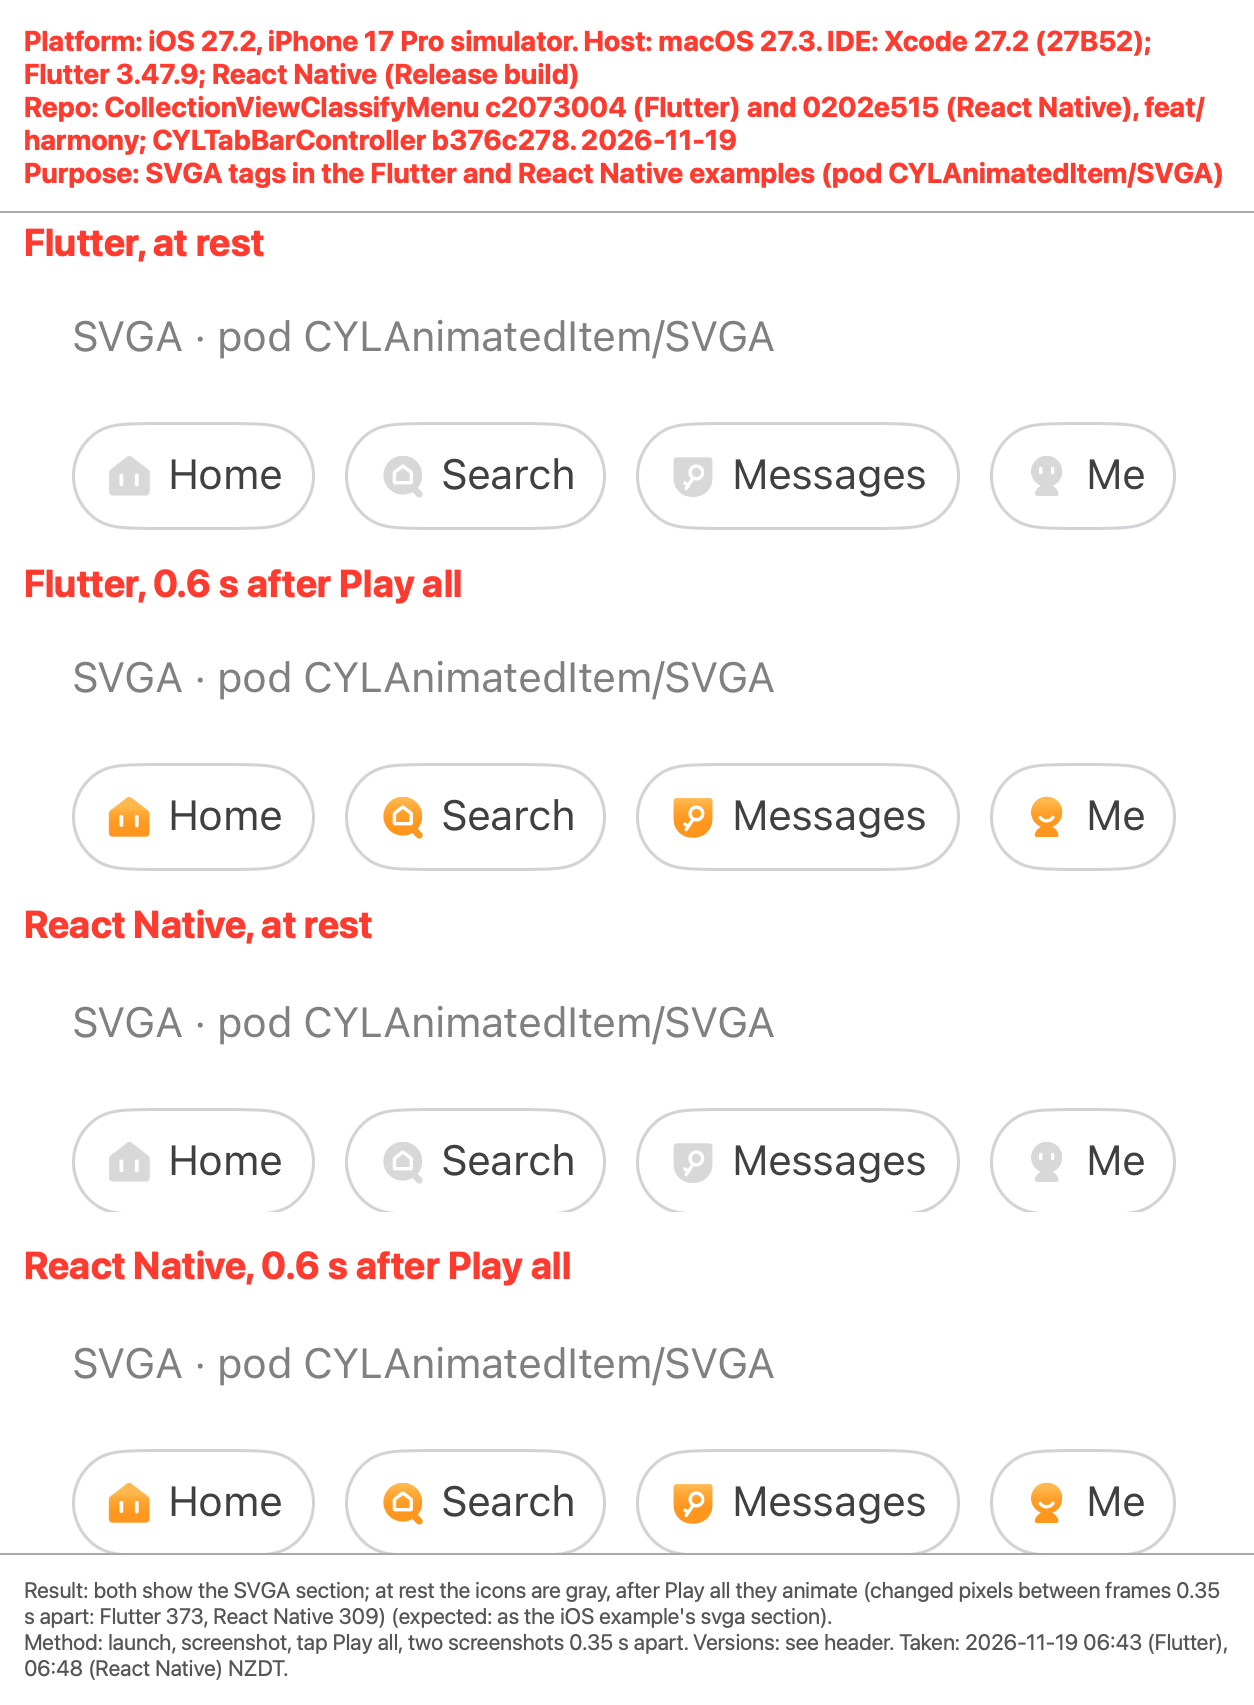 Platform: iOS 27.2, iPhone 17 Pro simulator. Host: macOS 27.3. IDE: Xcode 27.2 (27B52);
Flutter 3.47.9; React Native (Release build)
Repo: CollectionViewClassifyMenu c2073004 (Flutter) and 0202e515 (React Native), feat/
harmony; CYLTabBarController b376c278. 2026-11-19
Purpose: SVGA tags in the Flutter and React Native examples (pod CYLAnimatedItem/SVGA)
Flutter, at rest
SVGA · pod CYLAnimatedItem/SVGA
Home Search Messages Me
Flutter, 0.6 s after Play all
SVGA · pod CYLAnimatedItem/SVGA
Home Search Messages Me
React Native, at rest
SVGA · pod CYLAnimatedItem/SVGA
Home Search Messages Me
React Native, 0.6 s after Play all
SVGA · pod CYLAnimatedItem/SVGA
Home Search Messages Me
Result: both show the SVGA section; at rest the icons are gray, after Play all they animate (changed pixels between frames 0.35
s apart: Flutter 373, React Native 309) (expected: as the iOS example's svga section).
Method: launch, screenshot, tap Play all, two screenshots 0.35 s apart. Versions: see header. Taken: 2026-11-19 06:43 (Flutter),
06:48 (React Native) NZDT.